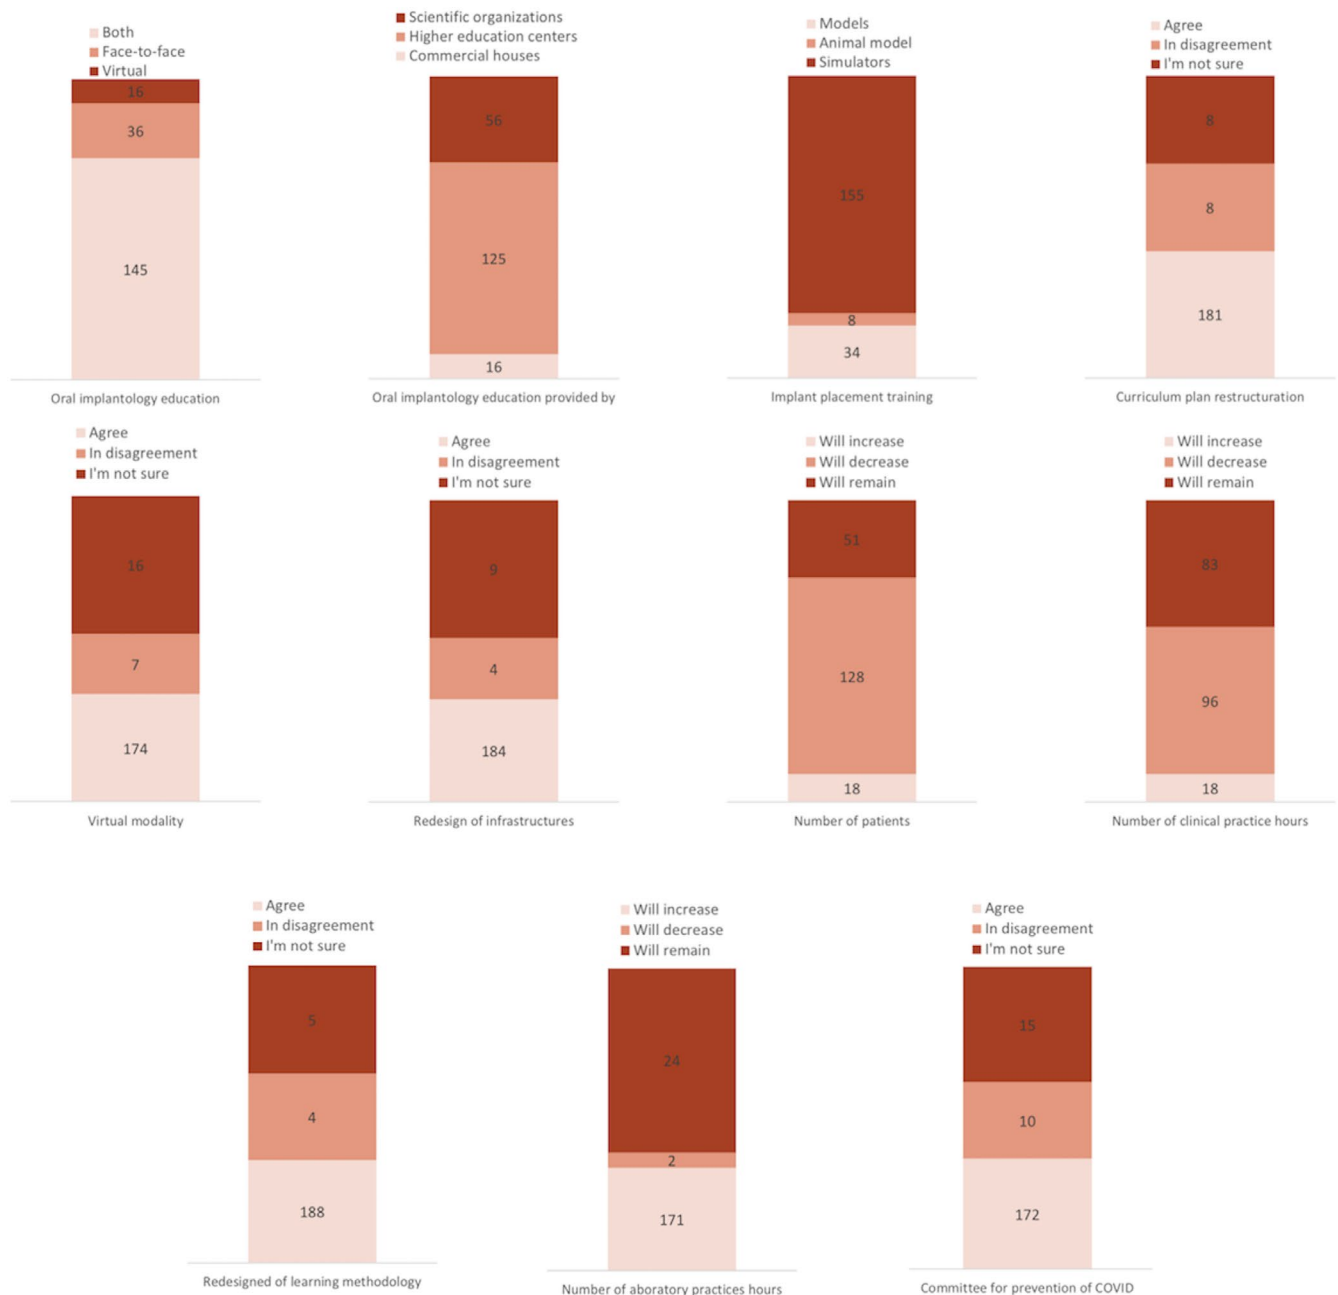 Both
Face-to-face
Virtual
16
36
145
Oral implantology education
Scientific organizations
Higher education centers
Commercial houses
56
125
16
Oral implantology education provided by
Models
Animal model
Simulators
155
8
34
Implant placement training
Agree
In disagreement
I'm not sure
8
8
181
Curriculum plan restructuration
Agree
In disagreement
I'm not sure
16
7
174
Virtual modality
Agree
In disagreement
I'm not sure
9
4
184
Redesign of infrastructures
Will increase
Will decrease
Will remain
51
128
18
Number of patients
Will increase
Will decrease
Will remain
83
96
18
Number of clinical practice hours
Agree
In disagreement
I'm not sure
5
4
188
Redesigned of learning methodology
Will increase
Will decrease
Will remain
24
2
171
Number of aboratory practices hours
Agree
In disagreement
I'm not sure
15
10
172
Committee for prevention of COVID